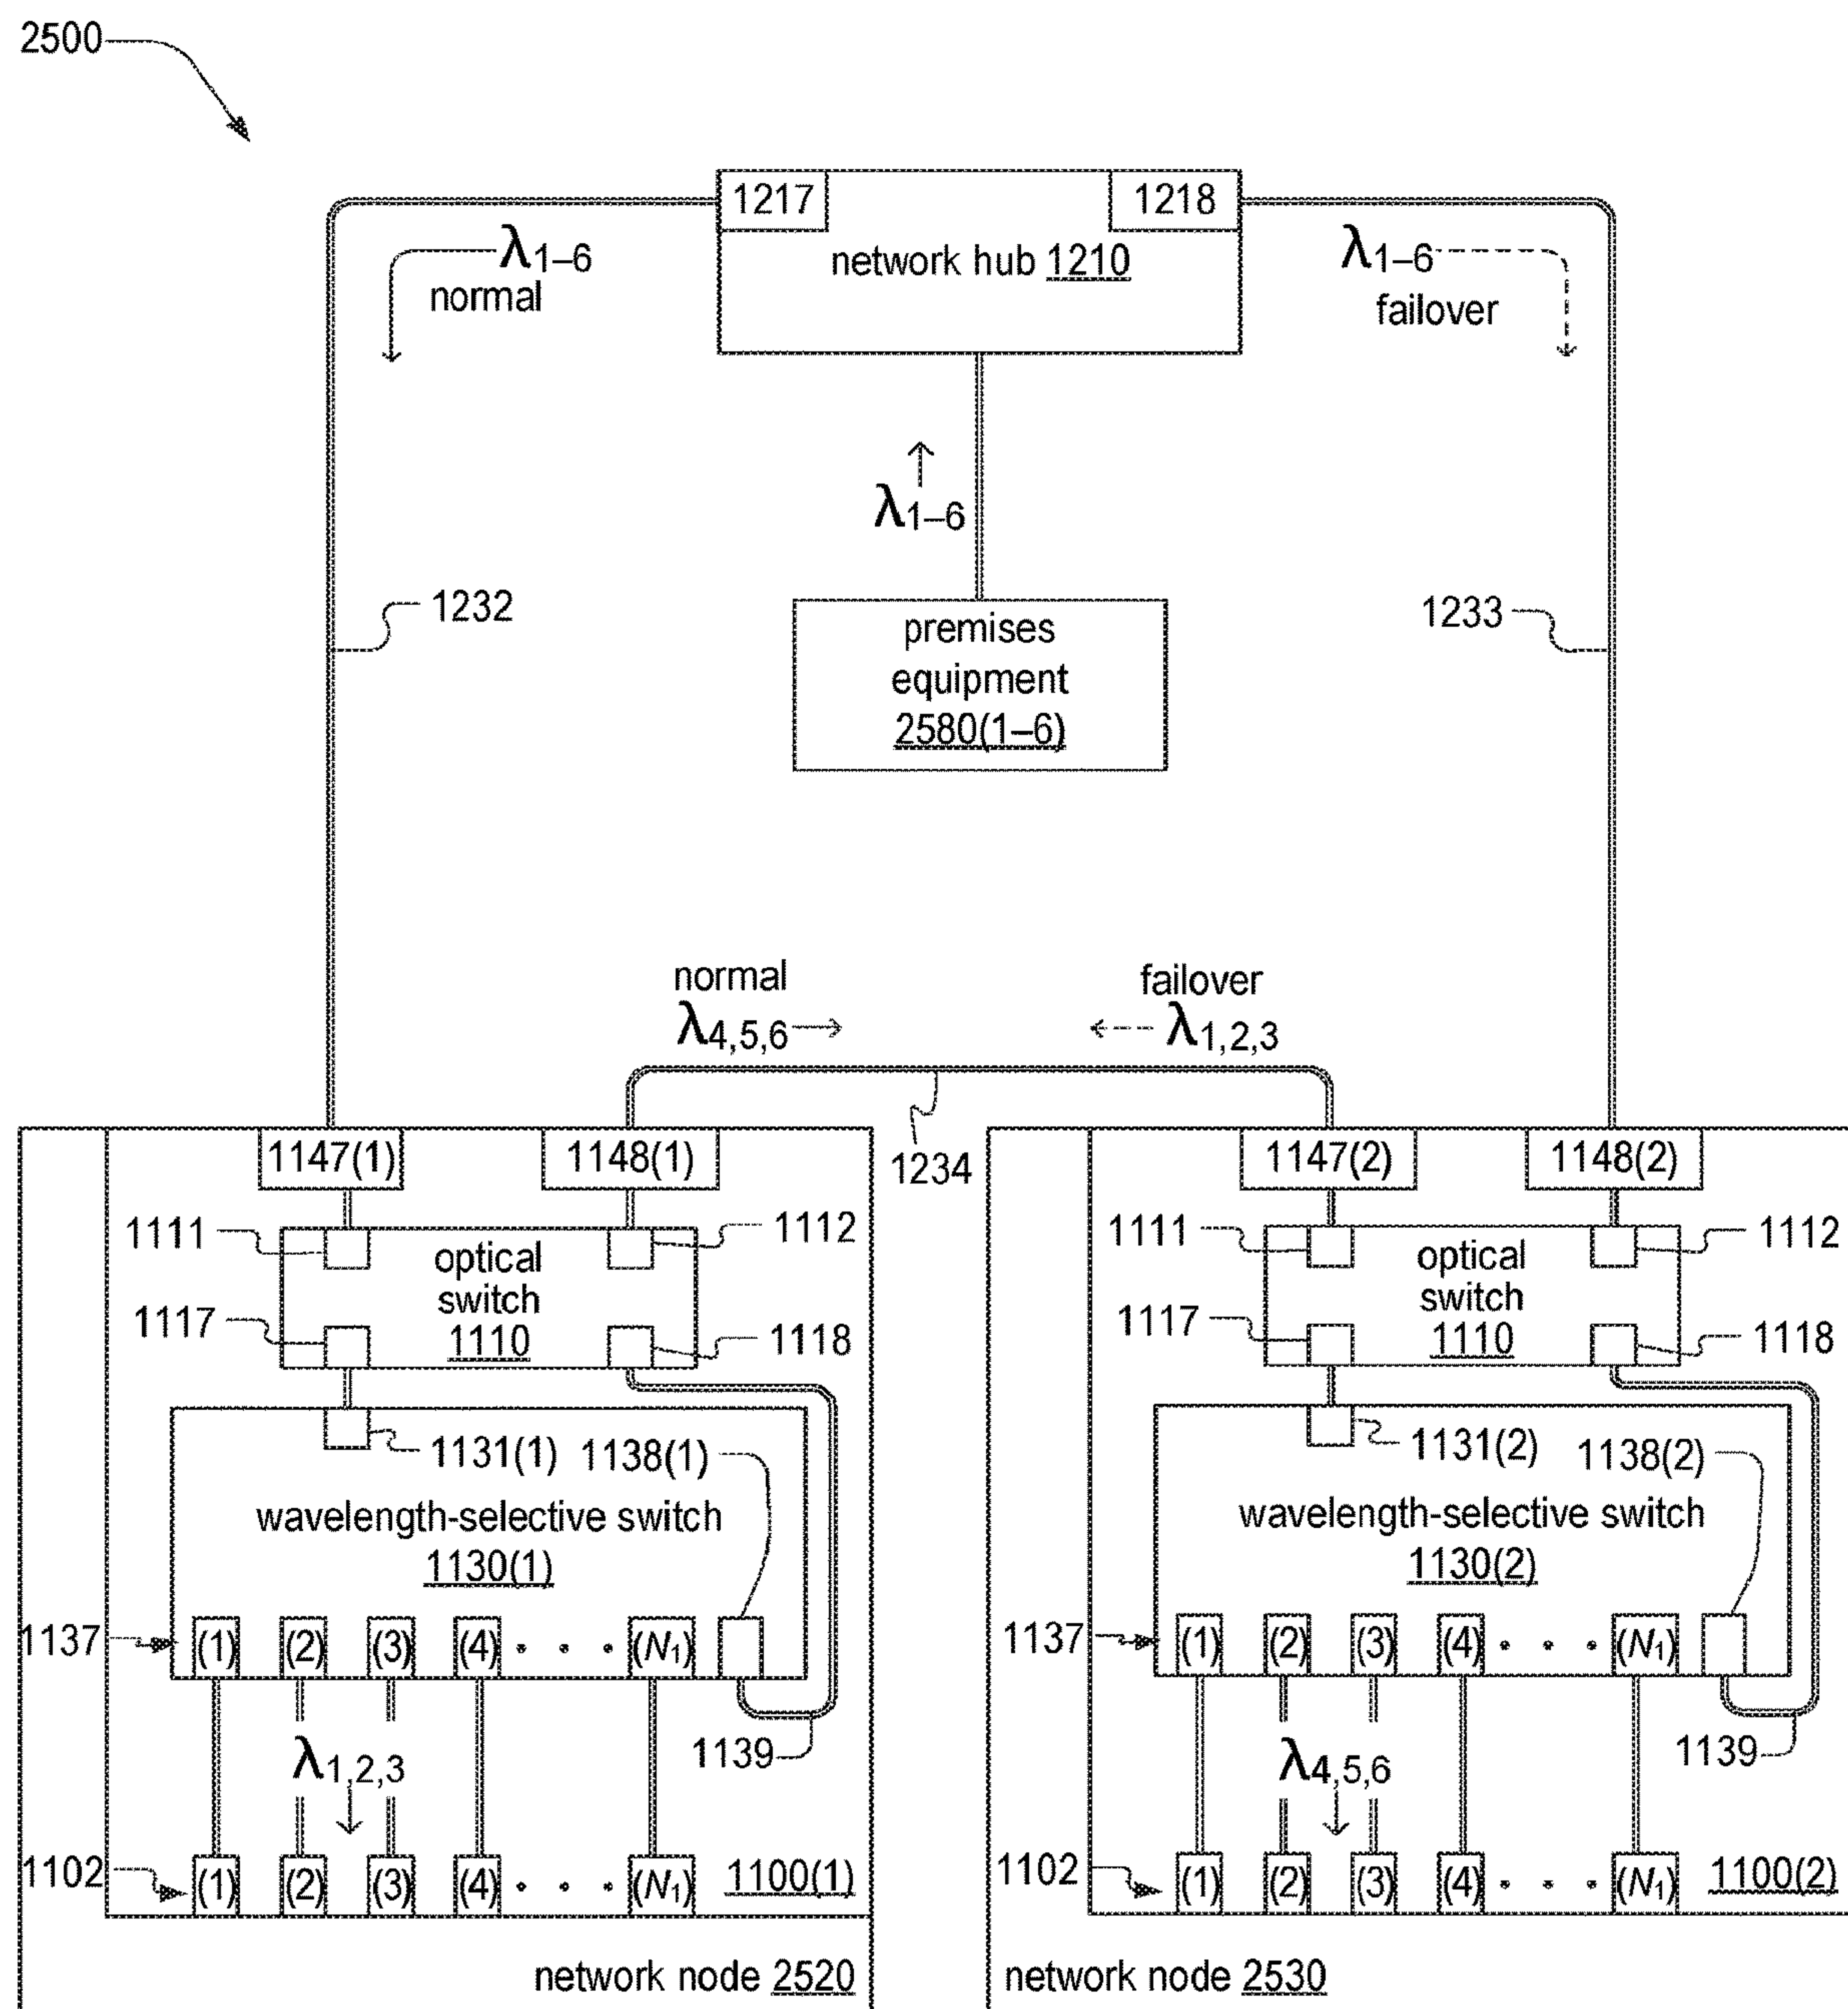 2500
1217
1218
network hub 1210
λ1–6
normal
λ1–6
failover
λ1–6
1232
premises
equipment
2580(1–6)
1233
normal
λ4,5,6
failover
λ1,2,3
1234
1147(1)
1148(1)
1147(2)
1148(2)
1111
optical
switch
1110
1112
1117
1118
1111
optical
switch
1110
1112
1117
1118
1131(1)
1138(1)
wavelength-selective switch
1130(1)
1131(2)
1138(2)
wavelength-selective switch
1130(2)
1137
(1) (2) (3) (4) . . . (N1)
1137
(1) (2) (3) (4) . . . (N1)
λ1,2,3
1139
λ4,5,6
1139
1102
(1) (2) (3) (4) . . . (N1)
1100(1)
1102
(1) (2) (3) (4) . . . (N1)
1100(2)
network node 2520
network node 2530